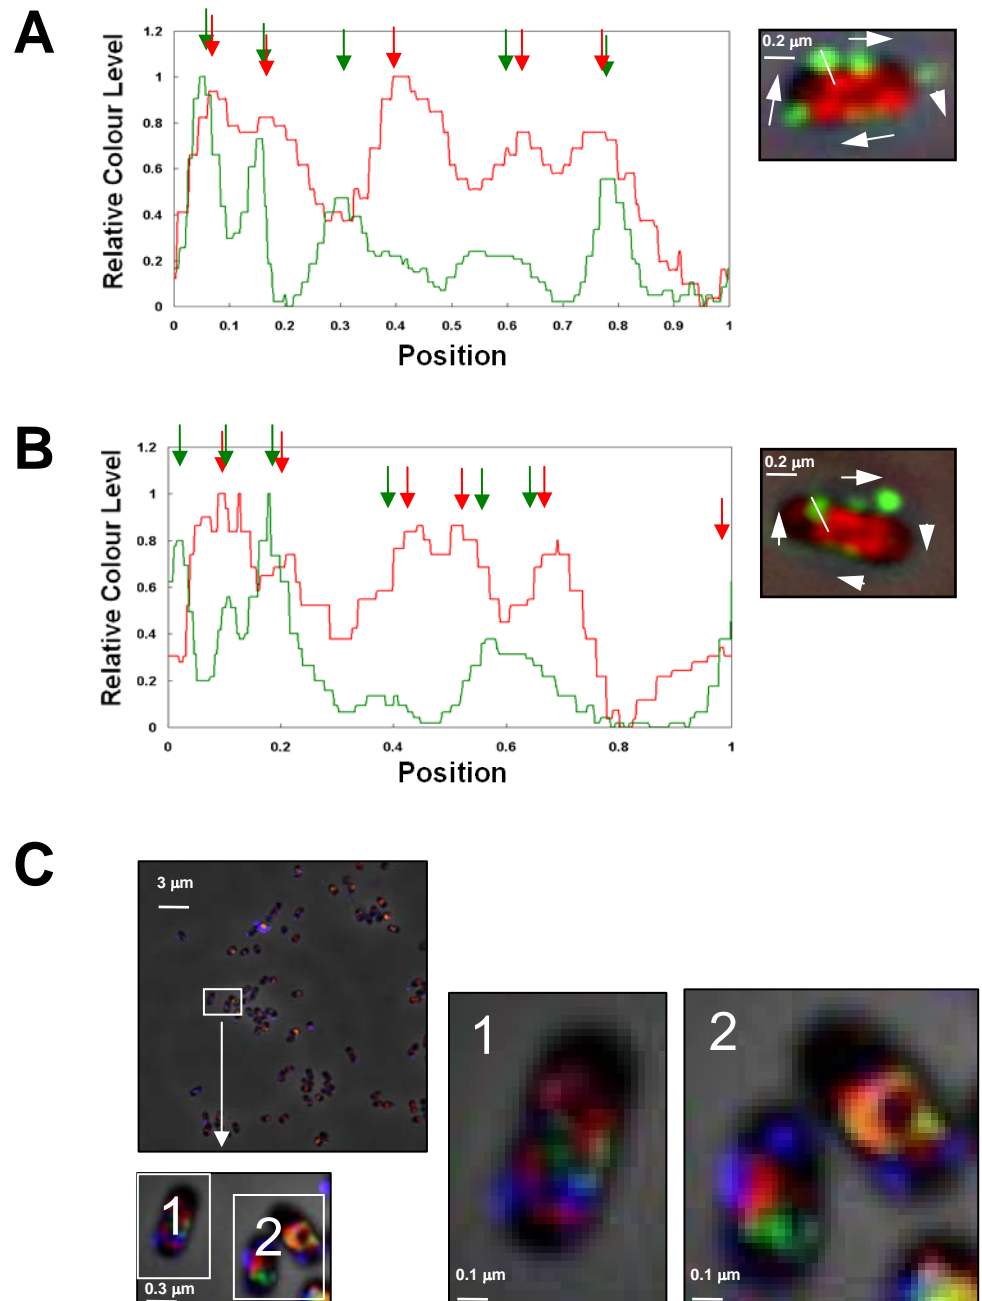 A
Relative Colour Level
1.2
1
0.8
0.6
0.4
0.2
0
0 0.1 0.2 0.3 0.4 0.5 0.6 0.7 0.8 0.9 1
Position
0.2 µm
B
Relative Colour Level
1.2
1
0.8
0.6
0.4
0.2
0
0 0.2 0.4 0.6 0.8 1
Position
0.2 µm
C
3 µm
1
2
0.3 µm
1
0.1 µm
2
0.1 µm